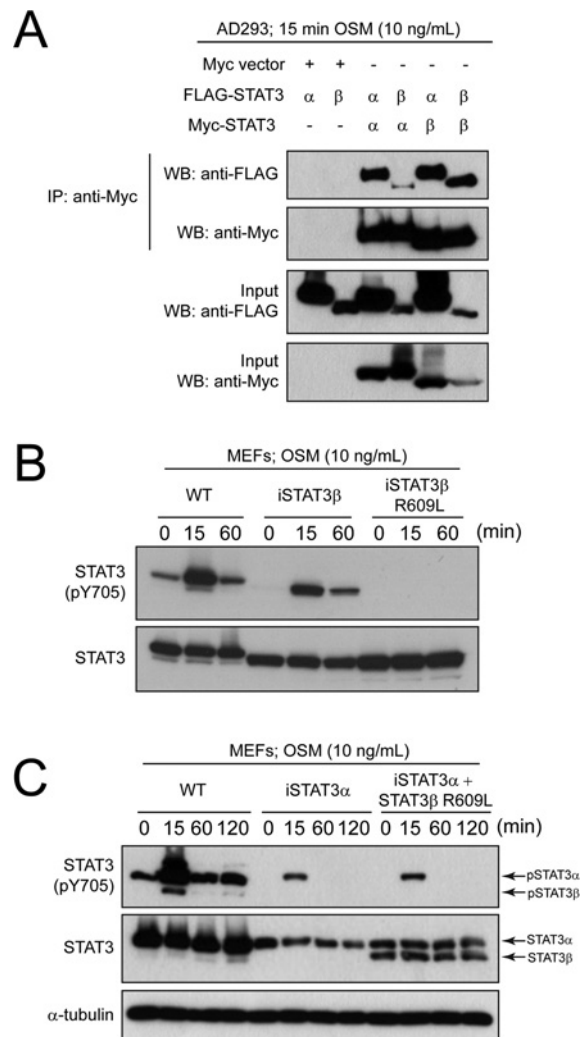 A
AD293; 15 min OSM (10 ng/mL)
Myc vector + + - - - -
FLAG-STAT3 α β α β α β
Myc-STAT3 - - α α β β
IP: anti-Myc
WB: anti-FLAG
WB: anti-Myc
Input
WB: anti-FLAG
Input
WB: anti-Myc
B
MEFs; OSM (10 ng/mL)
WT iSTAT3β iSTAT3β
R609L
0 15 60 0 15 60 0 15 60 (min)
STAT3
(pY705)
STAT3
C
MEFs; OSM (10 ng/mL)
WT iSTAT3α iSTAT3α +
STAT3β R609L
0 15 60 120 0 15 60 120 0 15 60 120 (min)
STAT3
(pY705)
pSTAT3α
pSTAT3β
STAT3
STAT3α
STAT3β
α-tubulin